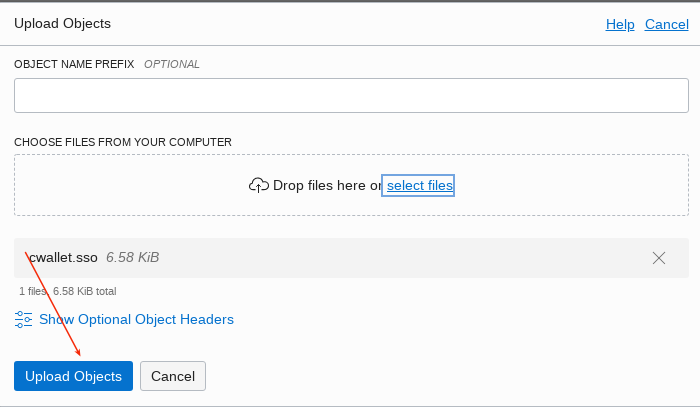 Upload Objects Help Cancel
OBJECT NAME PREFIX OPTIONAL
CHOOSE FILES FROM YOUR COMPUTER
Drop files here or select files
cwallet.sso 6.58 KiB
1 files, 6.58 KiB total
Show Optional Object Headers
Upload Objects Cancel